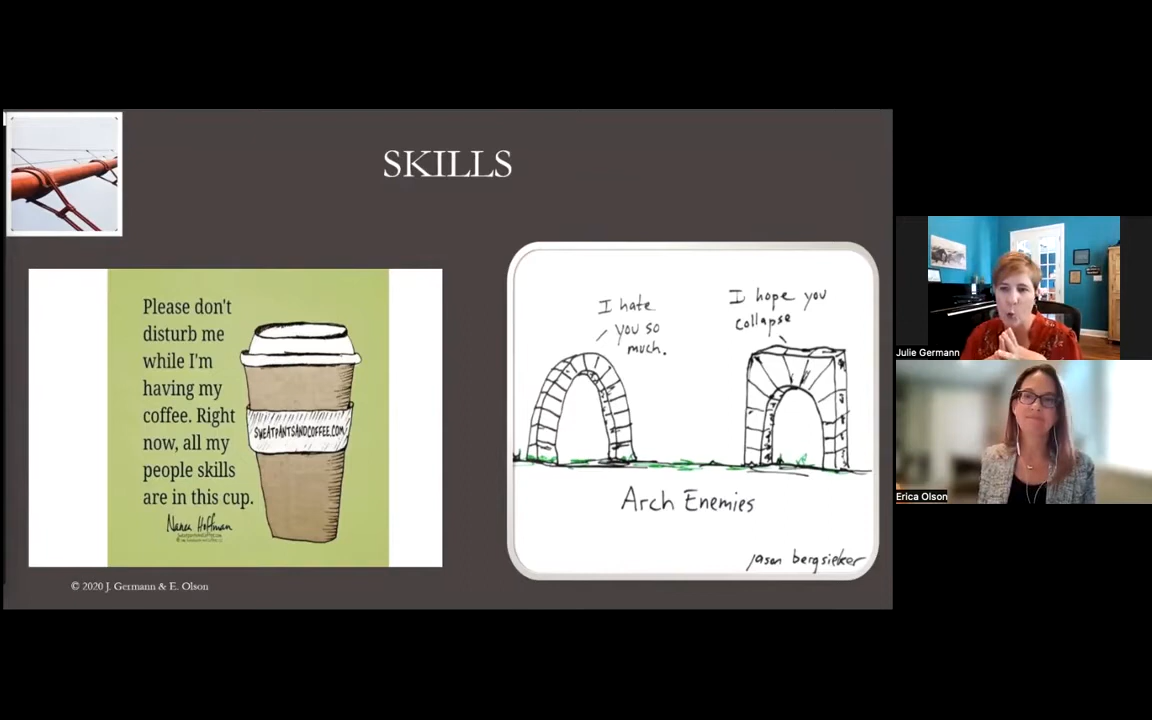 SKILLS
Please don't
disturb me
while I'm
having my
coffee. Right
now, all my
people skills
are in this cup.
Nanea Hoffman
SWEATPANTSANDCOFFEE.COM
I hate
you so
much.
I hope you
collapse
Arch Enemies
jason bergsieker
© 2020 J. Germann & E. Olson
Julie Germann
Erica Olson